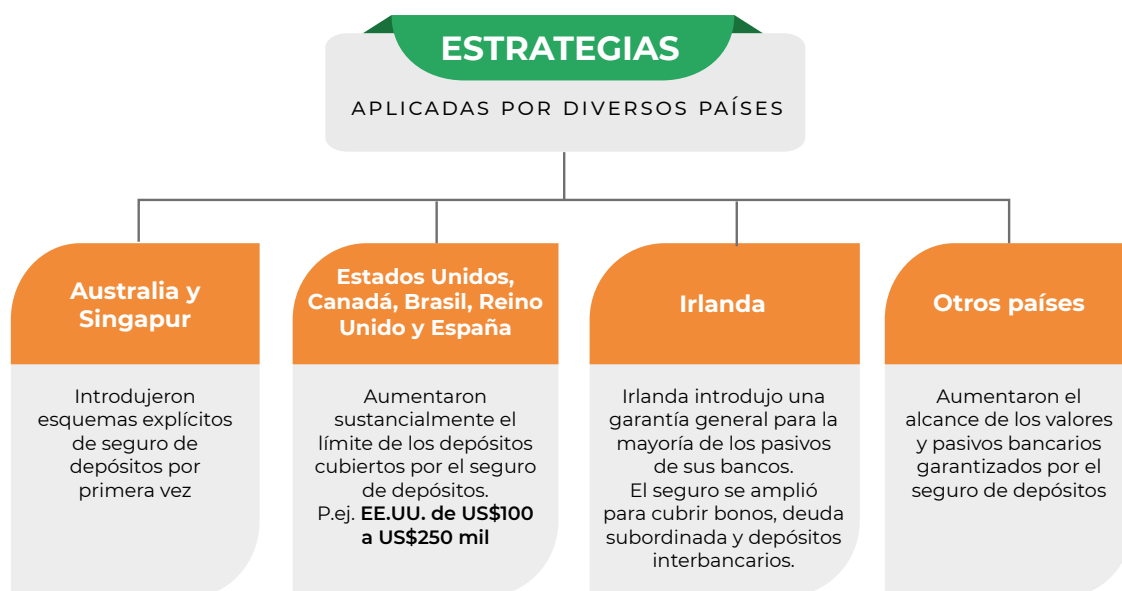 ESTRATEGIAS
APLICADAS POR DIVERSOS PAÍSES
Australia y
Singapur
Introdujeron
esquemas explícitos
de seguro de
depósitos por
primera vez
Estados Unidos,
Canadá, Brasil, Reino
Unido y España
Aumentaron
sustancialmente el
límite de los depósitos
cubiertos por el seguro
de depósitos.
P.ej. EE.UU. de US$100
a US$250 mil
Irlanda
Irlanda introdujo una
garantía general para la
mayoría de los pasivos
de sus bancos.
El seguro se amplió
para cubrir bonos, deuda
subordinada y depósitos
interbancarios.
Otros países
Aumentaron el
alcance de los valores
y pasivos bancarios
garantizados por el
seguro de depósitos